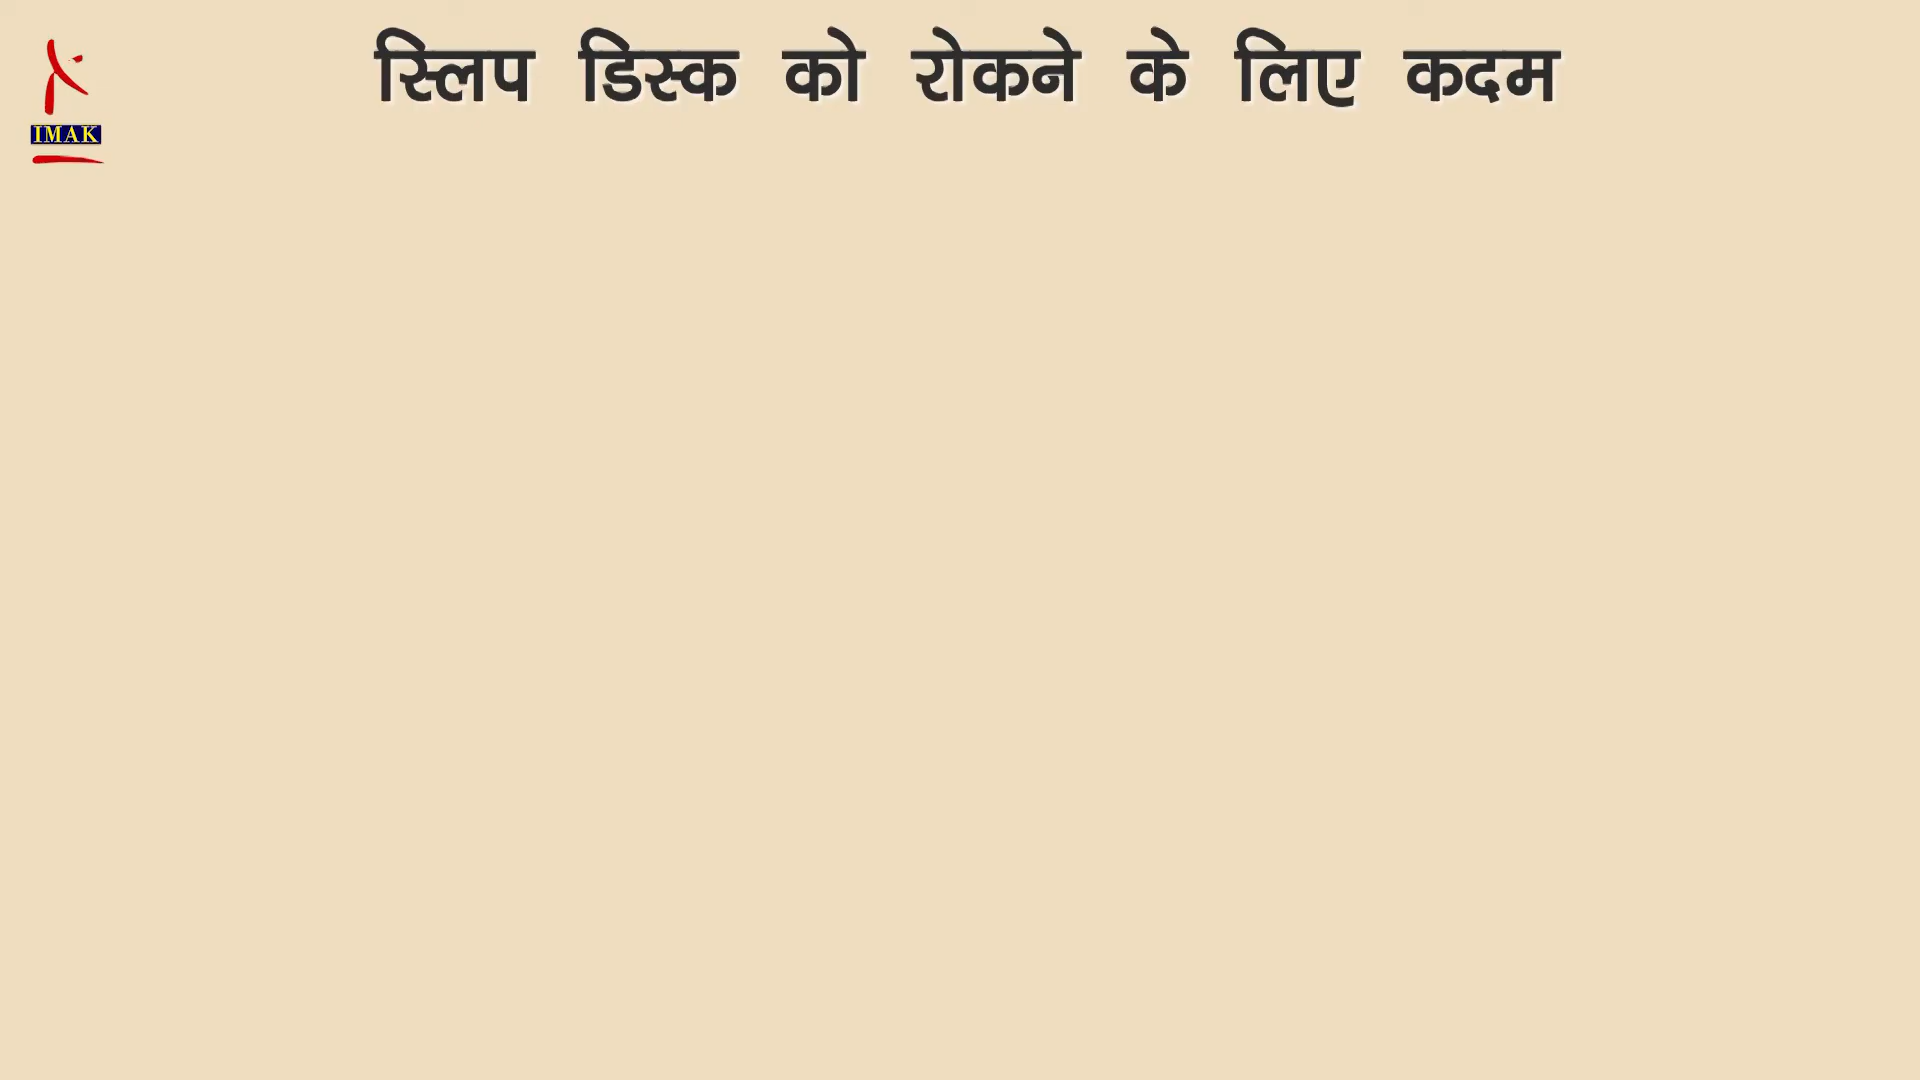 स्लिप डिस्क को रोकने के लिए कदम
IMAK